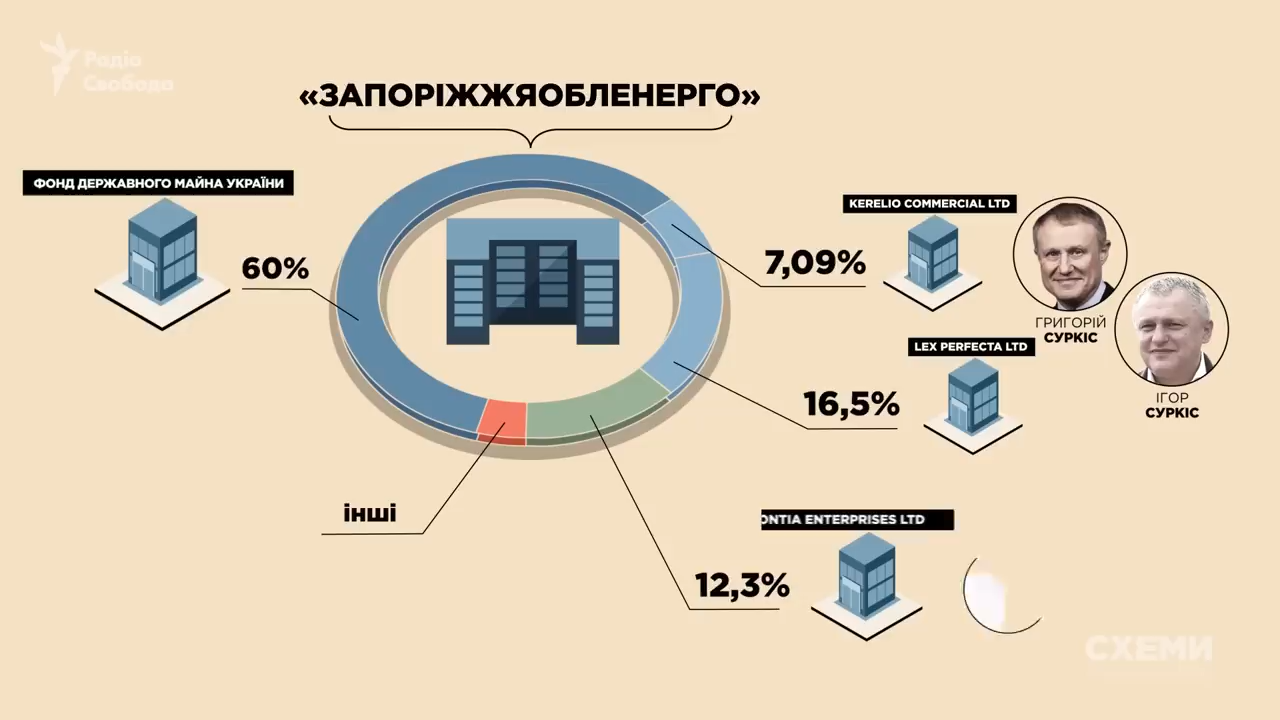 Радіо
Свобода
«ЗАПОРІЖЖЯОБЛЕНЕРГО»
ФОНД ДЕРЖАВНОГО МАЙНА УКРАЇНИ
60%
KERELIO COMMERCIAL LTD
7,09%
ГРИГОРІЙ
СУРКІС
LEX PERFECTA LTD
16,5%
ІГОР
СУРКІС
інші
ONTIA ENTERPRISES LTD
12,3%
СХЕМИ